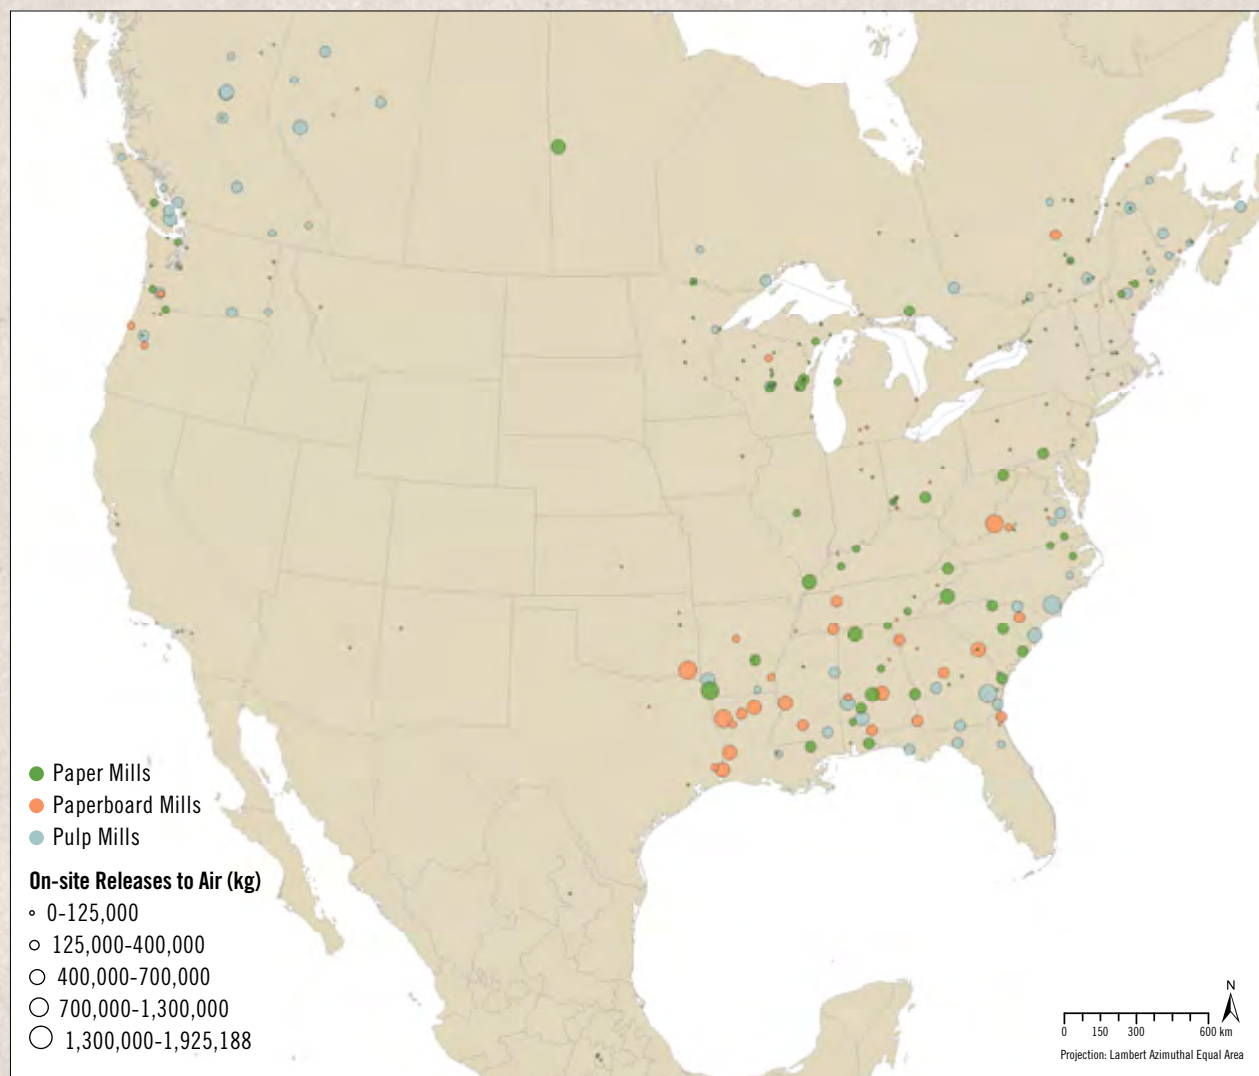 Paper Mills
Paperboard Mills
Pulp Mills
On-site Releases to Air (kg)
0-125,000
125,000-400,000
400,000-700,000
700,000-1,300,000
1,300,000-1,925,188
N
0 150 300 600 km
Projection: Lambert Azimuthal Equal Area